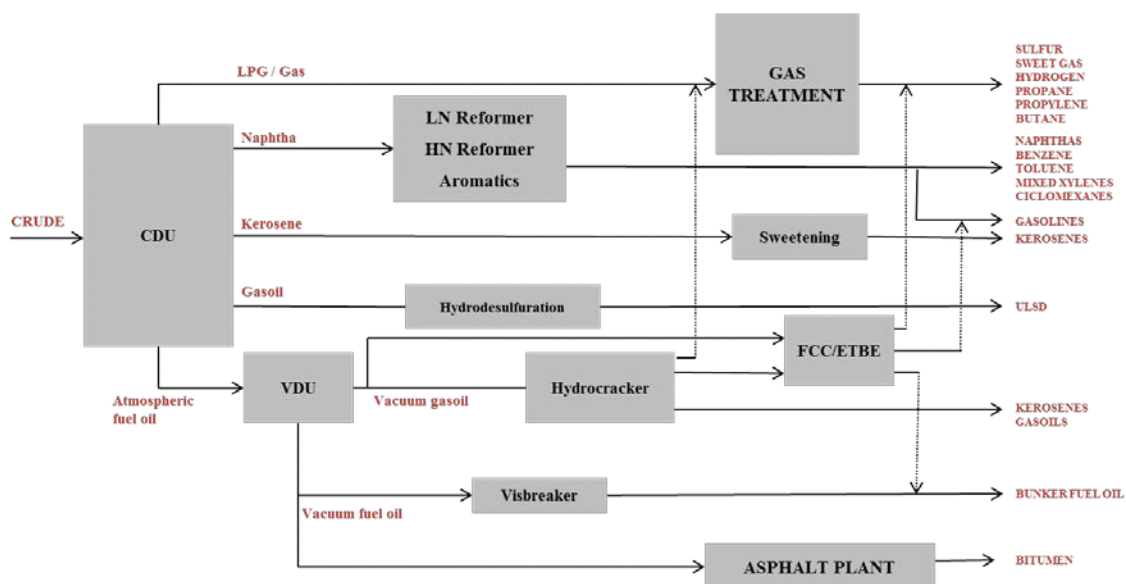 LPG / Gas
GAS
TREATMENT
SULFUR
SWEET GAS
HYDROGEN
PROPANE
PROPYLENE
BUTANE
Naphtha
LN Reformer
HN Reformer
Aromatics
NAPHTHAS
BENZENE
TOLUENE
MIXED XYLENES
CICLOMEXANES
GASOLINES
CRUDE
CDU
Kerosene
Sweetening
KEROSENES
Gasoil
Hydrodesulfuration
ULSD
FCC/ETBE
Atmospheric
fuel oil
VDU
Vacuum gasoil
Hydrocracker
KEROSENES
GASOILS
Vacuum fuel oil
Visbreaker
BUNKER FUEL OIL
ASPHALT PLANT
BITUMEN